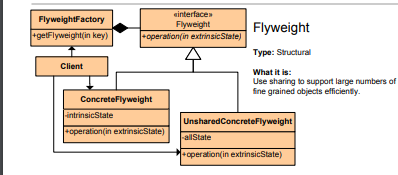 FlyweightFactory
+getFlyweight(in key)
«interface»
Flyweight
+operation(in extrinsicState)
Client
ConcreteFlyweight
-intrinsicState
+operation(in extrinsicState)
UnsharedConcreteFlyweight
-allState
+operation(in extrinsicState)
Flyweight
Type: Structural
What it is:
Use sharing to support large numbers of
fine grained objects efficiently.